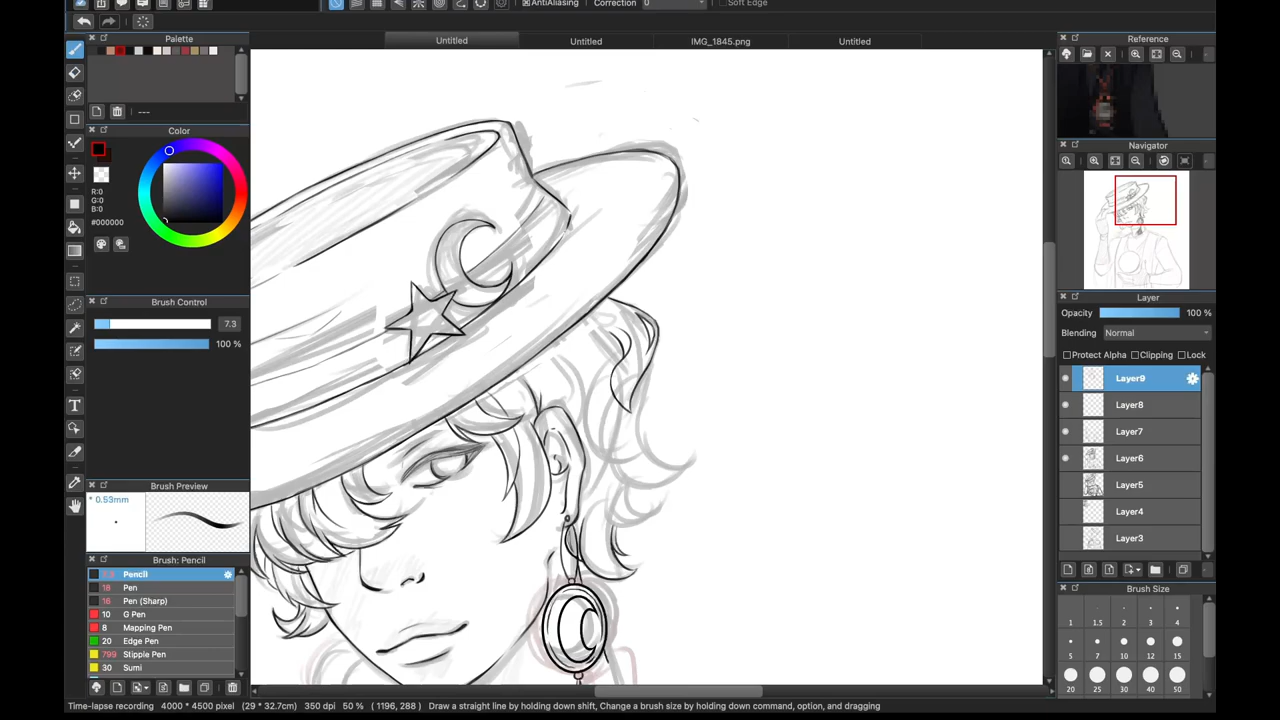 AntiAliasing Correction 0 Soft Edge
Palette
Untitled Untitled IMG_1845.png Untitled
Reference
---
Color
R:0
G:0
B:0
#000000
Brush Control
7.3
100 %
Brush Preview
* 0.53mm
Brush: Pencil
7.3 Pencil
18 Pen
16 Pen (Sharp)
10 G Pen
8 Mapping Pen
20 Edge Pen
799 Stipple Pen
30 Sumi
Navigator
Layer
Opacity 100 %
Blending Normal
Protect Alpha Clipping Lock
Layer9
Layer8
Layer7
Layer6
Layer5
Layer4
Layer3
Brush Size
1 1.5 2 3 4
5 7 10 12 15
20 25 30 40 50
Time-lapse recording 4000 * 4500 pixel (29 * 32.7cm) 350 dpi 50 % ( 1196, 288 ) Draw a straight line by holding down shift, Change a brush size by holding down command, option, and dragging